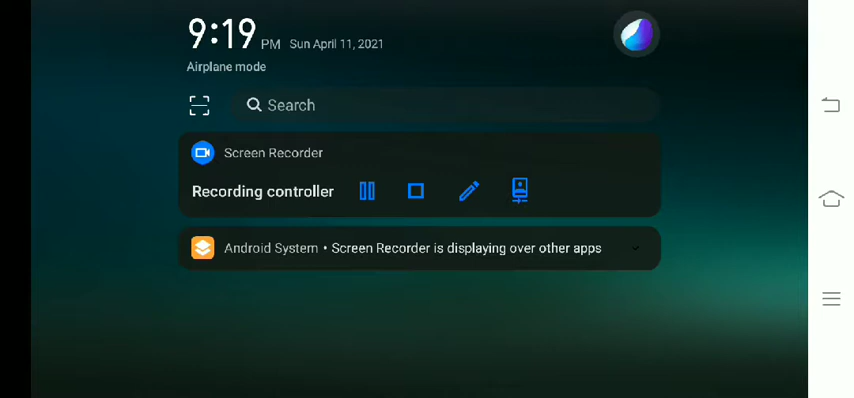 9:19 PM Sun April 11, 2021
Airplane mode
Search
Screen Recorder
Recording controller
Android System • Screen Recorder is displaying over other apps